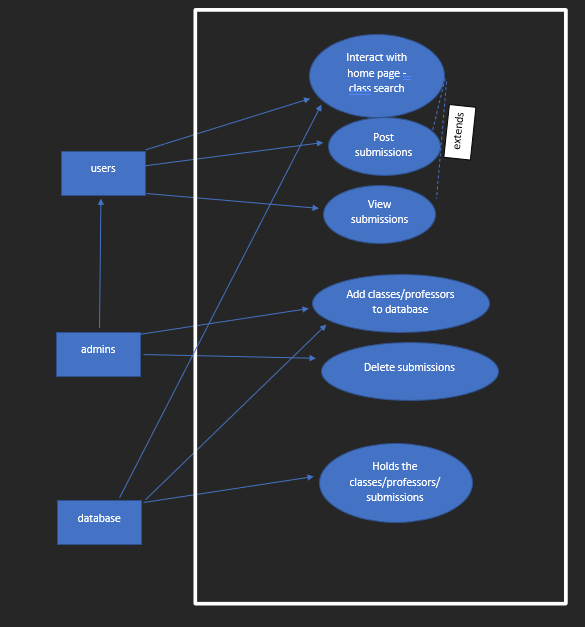 Interact with
home page -
class search
Post
submissions
extends
users
View
submissions
Add classes/professors
to database
admins
Delete submissions
Holds the
classes/professors/
submissions
database